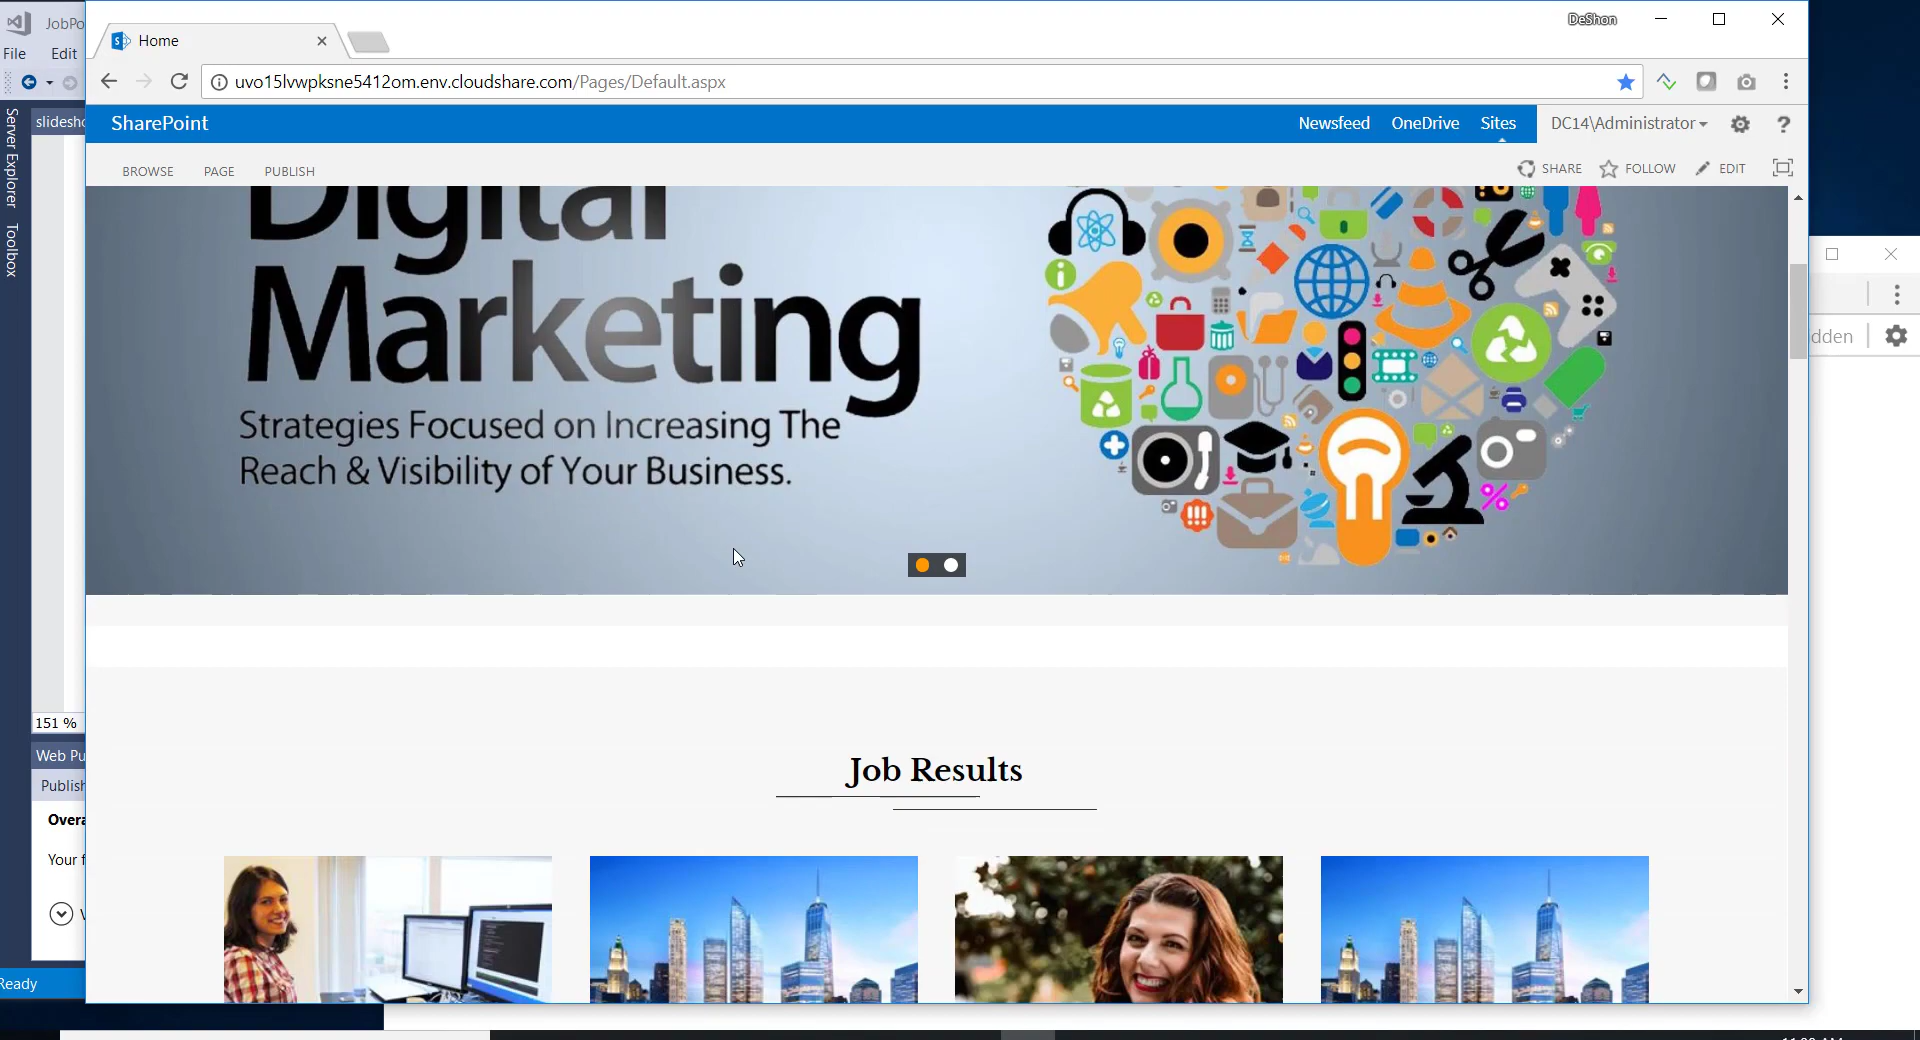 JobPo
DeShon
Home
File Edit
uvo15lvwpksne5412om.env.cloudshare.com/Pages/Default.aspx
SharePoint
Newsfeed OneDrive Sites DC14\Administrator
BROWSE PAGE PUBLISH
SHARE FOLLOW EDIT
Server Explorer
Toolbox
slidesho
Digital
Marketing
Strategies Focused on Increasing The
Reach & Visibility of Your Business.
dden
151 %
Web Pu
Publish
Overa
Your f
Job Results
Ready